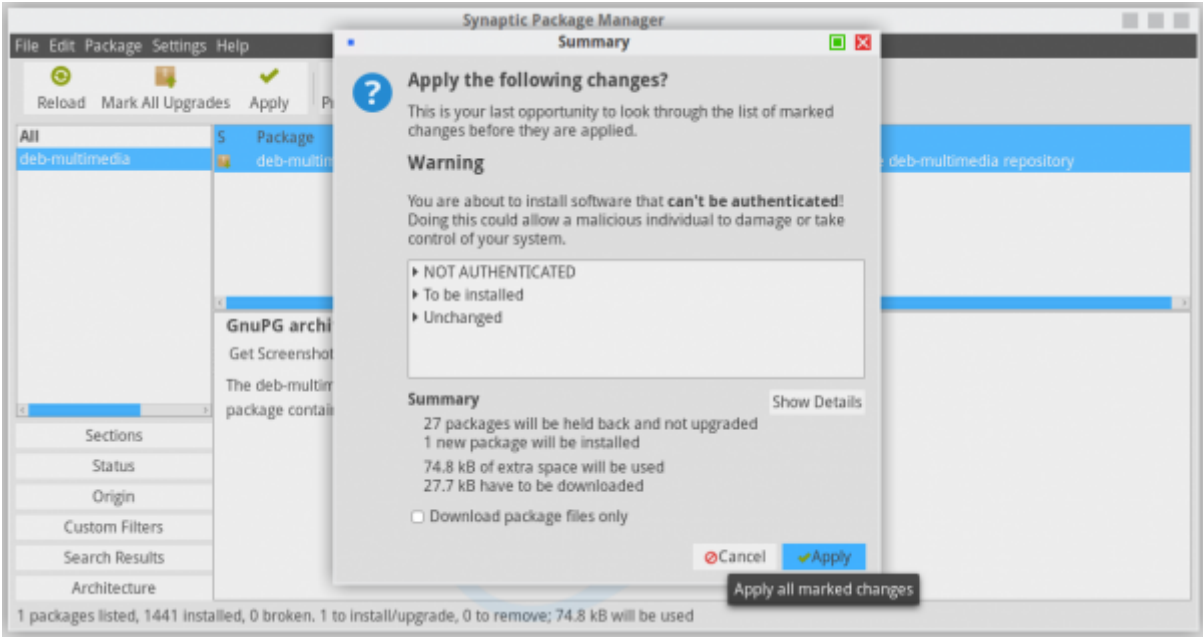 Synaptic Package Manager
File Edit Package Settings Help
Summary
Reload Mark All Upgrades Apply
Apply the following changes?
This is your last opportunity to look through the list of marked
changes before they are applied.
All
S Package
deb-multimedia
deb-multim
deb-multimedia repository
Warning
You are about to install software that can't be authenticated!
Doing this could allow a malicious individual to damage or take
control of your system.
NOT AUTHENTICATED
To be installed
Unchanged
GnuPG archi
Get Screenshot
The deb-multim
package contai
Summary
Show Details
27 packages will be held back and not upgraded
1 new package will be installed
74.8 kB of extra space will be used
27.7 kB have to be downloaded
Download package files only
Sections
Status
Origin
Custom Filters
Search Results
Architecture
Cancel
Apply
Apply all marked changes
1 packages listed, 1441 installed, 0 broken. 1 to install/upgrade, 0 to remove; 74.8 kB will be used